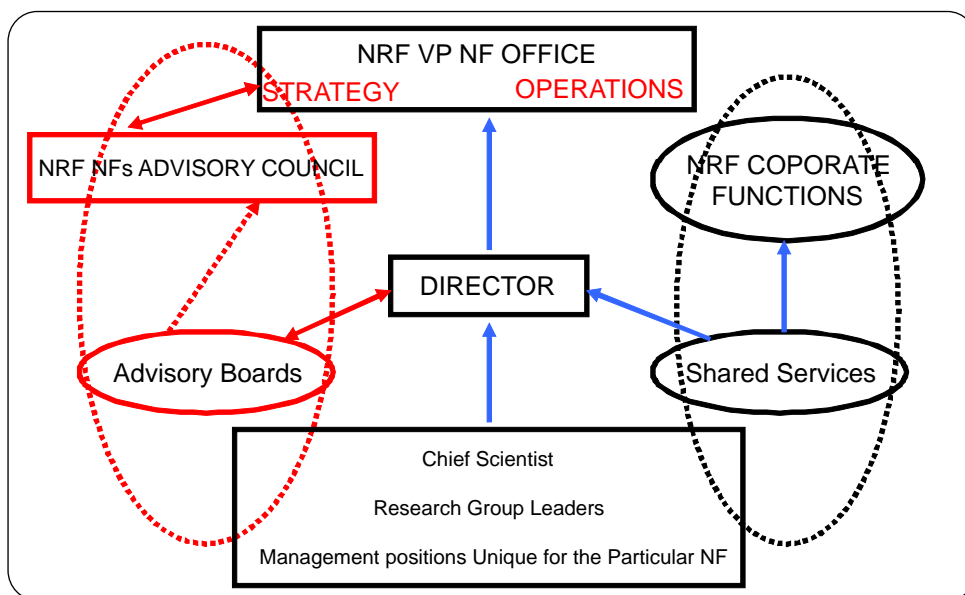 NRF VP NF OFFICE
STRATEGY OPERATIONS
NRF NFs ADVISORY COUNCIL
NRF COPORATE
FUNCTIONS
DIRECTOR
Advisory Boards
Shared Services
Chief Scientist
Research Group Leaders
Management positions Unique for the Particular NF